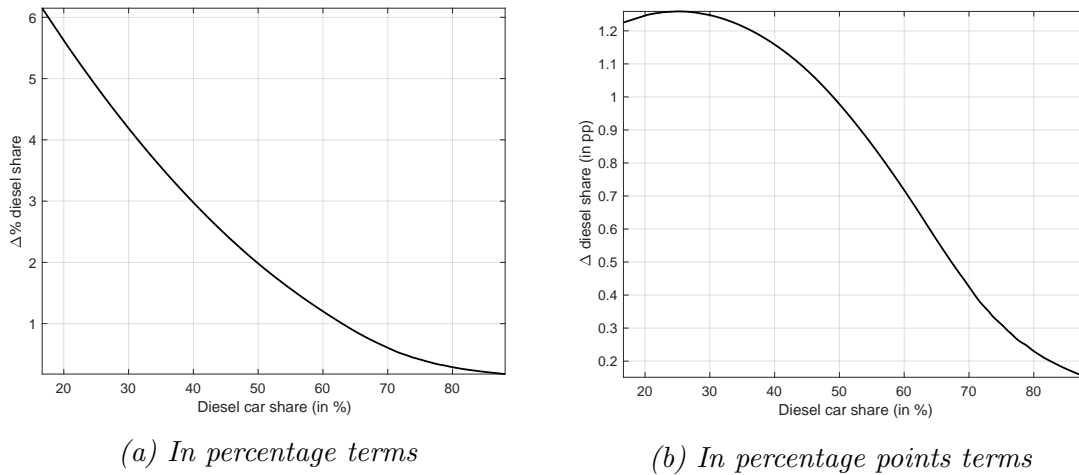 6
5
4
3
2
1
20 30 40 50 60 70 80
Diesel car share (in %)
Δ % diesel share
(a) In percentage terms
1.2
1.1
1
0.9
0.8
0.7
0.6
0.5
0.4
0.3
0.2
20 30 40 50 60 70 80
Diesel car share (in %)
Δ diesel share (in pp)
(b) In percentage points terms